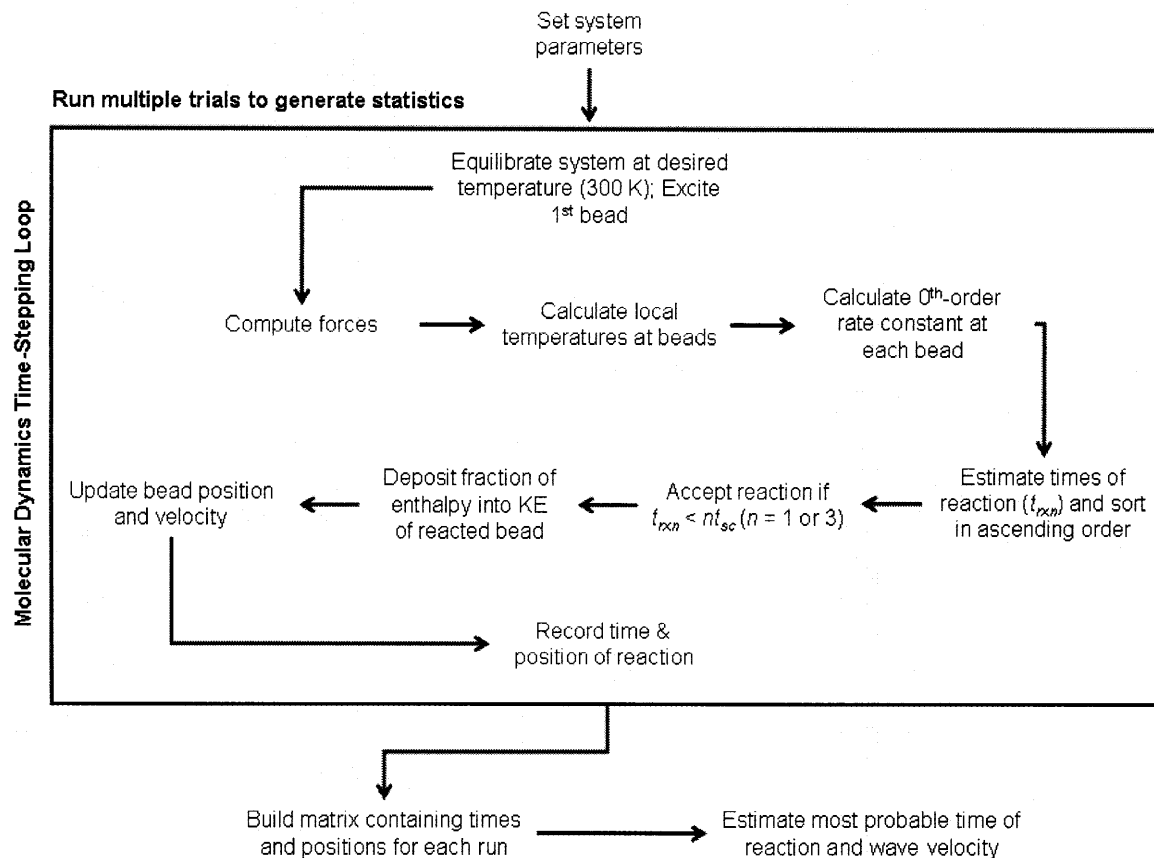 Set system
parameters
Run multiple trials to generate statistics
Molecular Dynamics Time-Stepping Loop
Equilibrate system at desired
temperature (300 K); Excite
1st bead
Compute forces
Calculate local
temperatures at beads
Calculate 0th-order
rate constant at
each bead
Estimate times of
reaction (t_rxn) and sort
in ascending order
Accept reaction if
t_rxn < nt_sc (n = 1 or 3)
Deposit fraction of
enthalpy into KE
of reacted bead
Update bead position
and velocity
Record time &
position of reaction
Build matrix containing times
and positions for each run
Estimate most probable time of
reaction and wave velocity